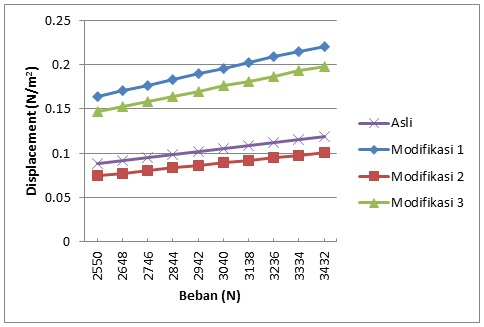 0.25
0.2
0.15
0.1
0.05
0
Displacement (N/m²)
2550
2648
2746
2844
2942
3040
3138
3236
3334
3432
Beban (N)
Asli
Modifikasi 1
Modifikasi 2
Modifikasi 3